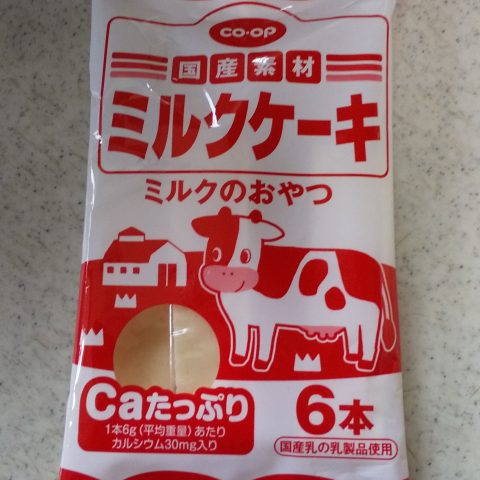 CO·OP
国産素材
ミルクケーキ
ミルクのおやつ
Caたっぷり
1本6g(平均重量)あたり
カルシウム30mg入り
6本
国産乳の乳製品使用